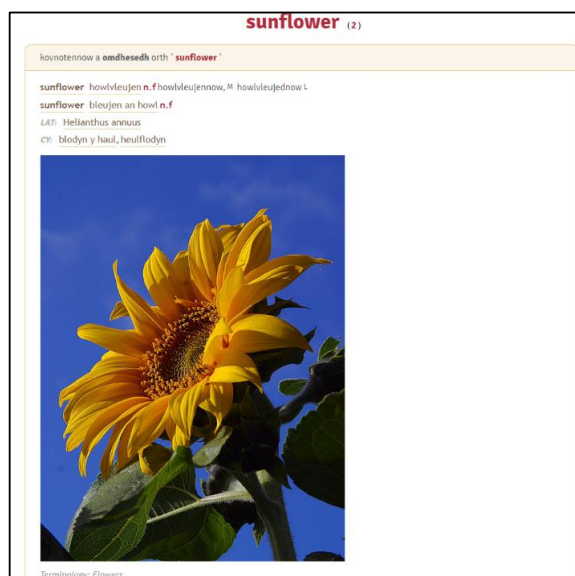 sunflower (2)
kovnotennow a omdhesedh orth ' sunflower '
sunflower howlvleujen n.f howlvleujennow, M howlvleujednow L
sunflower bleujen an howl n.f
LAT: Helianthus annuus
CY: blodyn y haul, heulflodyn
Terminology: Flowers